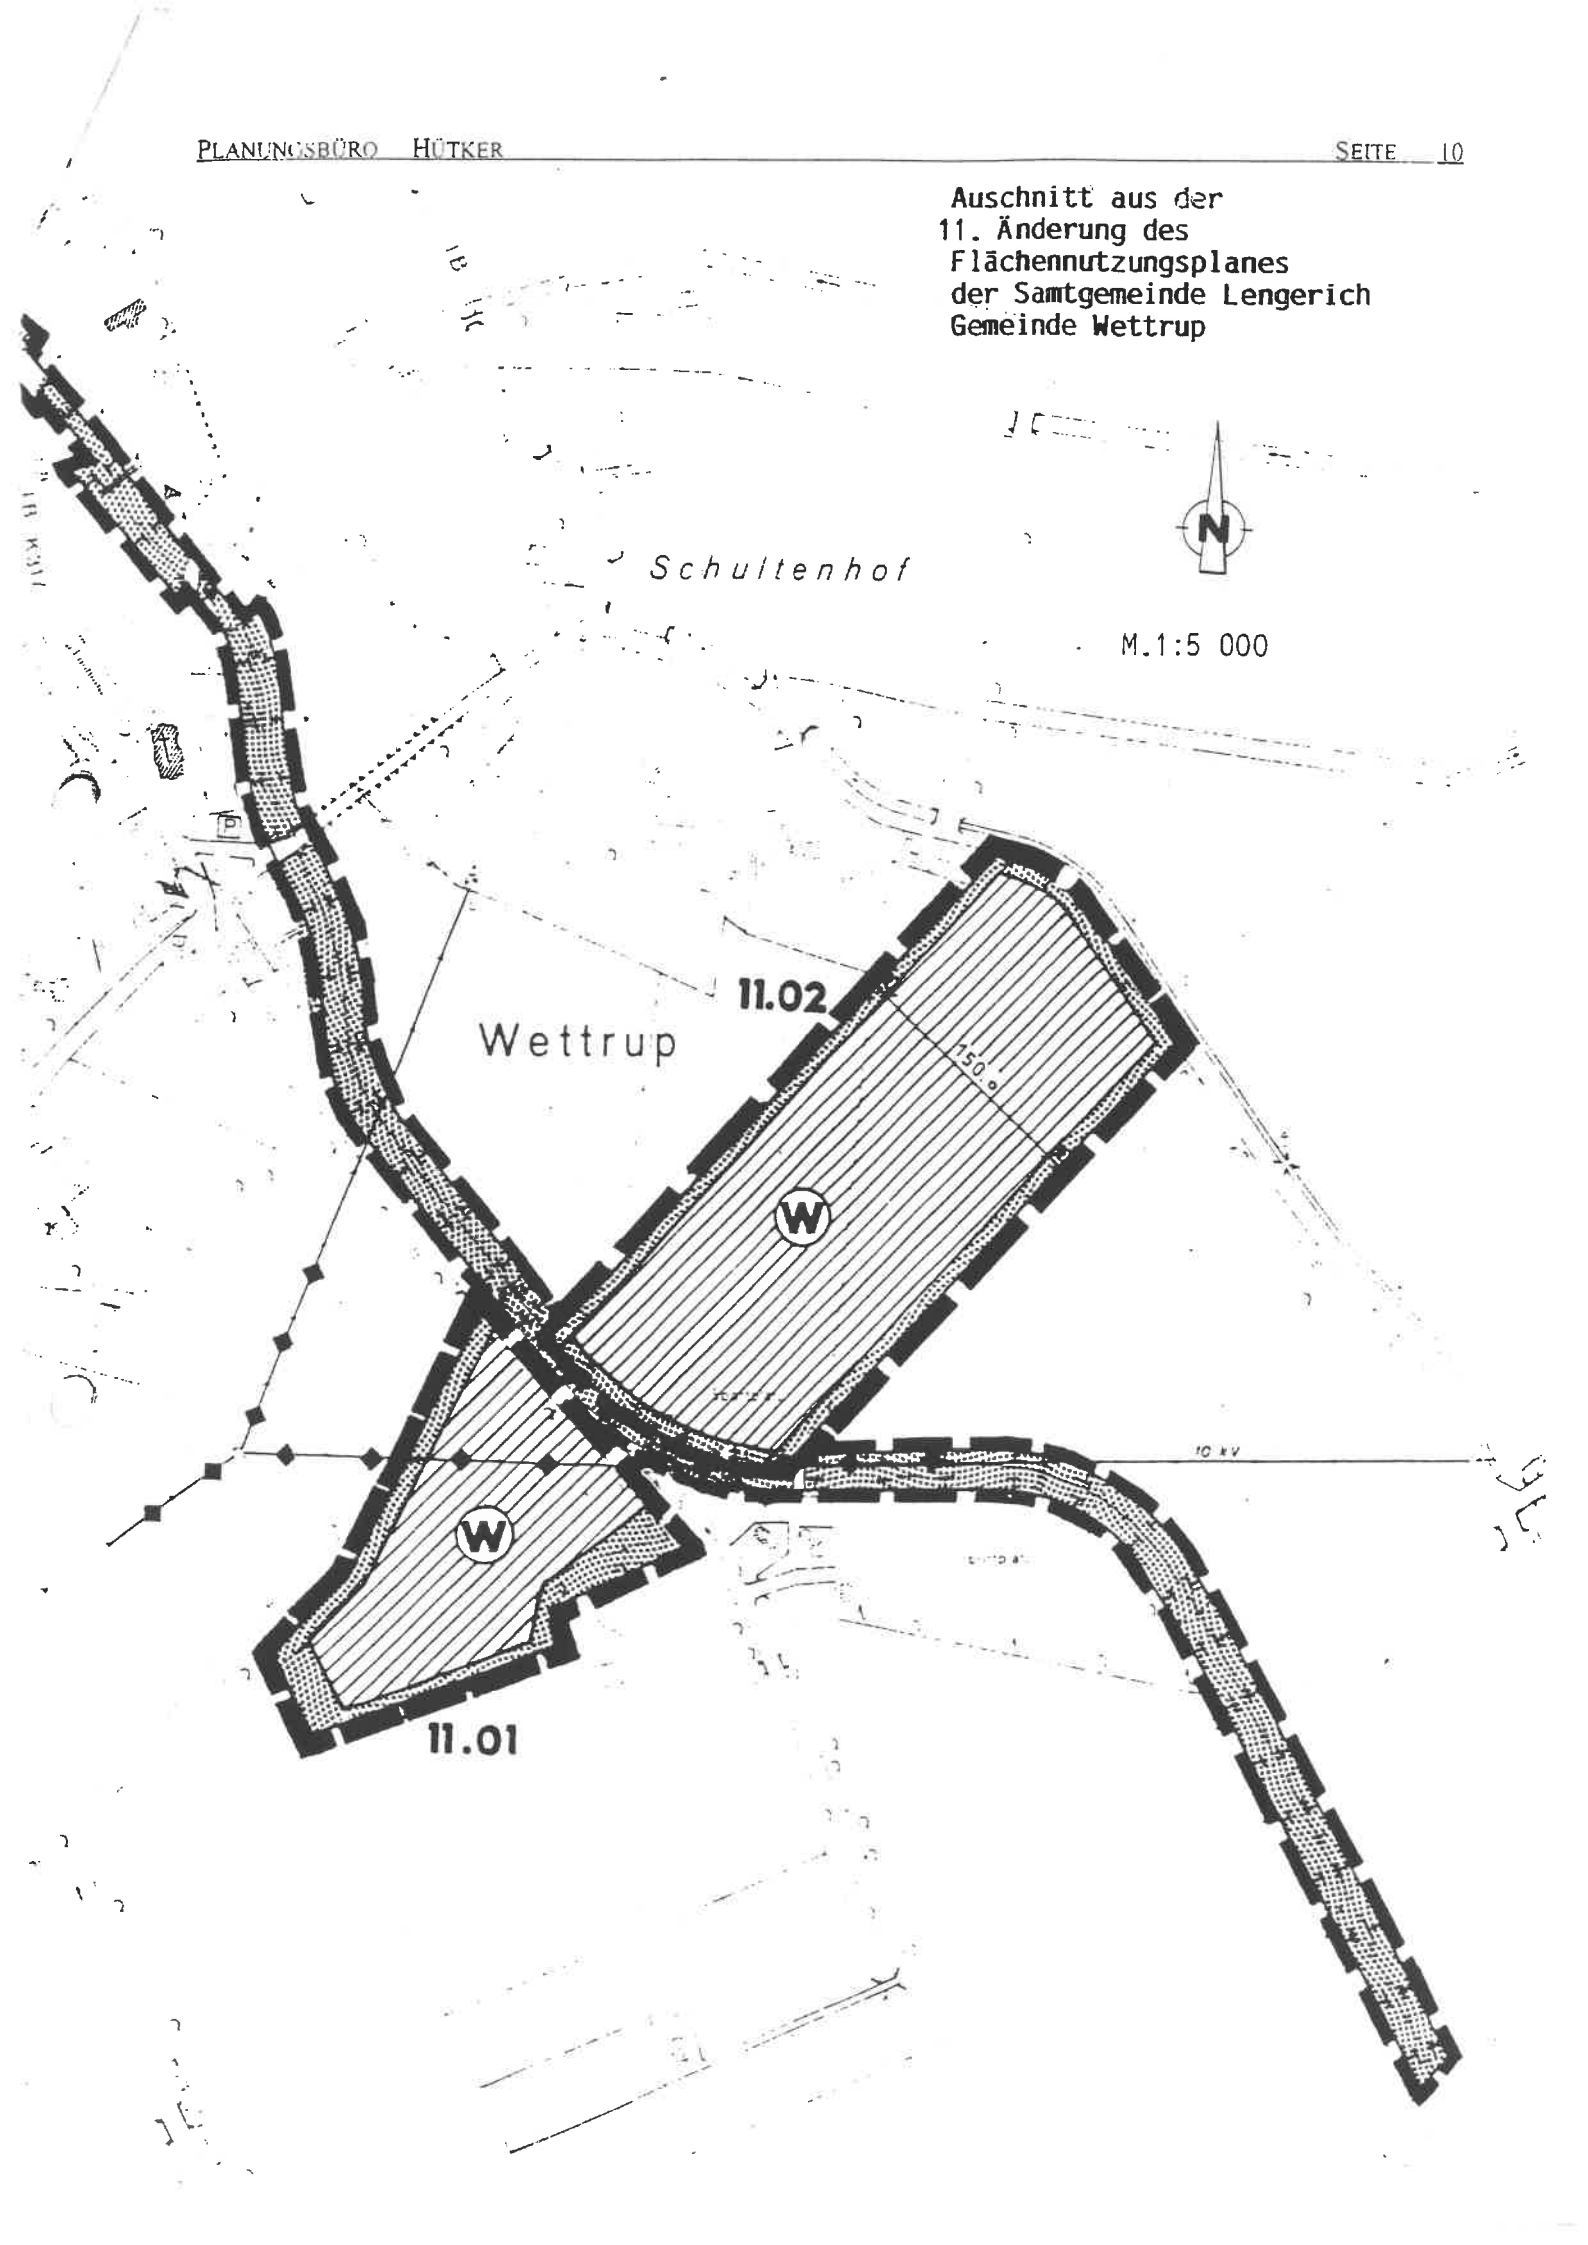 PLANUNGSBÜRO HÜTKER SEITE 10
Auschnitt aus der
11. Änderung des
Flächennutzungsplanes
der Samtgemeinde Lengerich
Gemeinde Wettrup
N
Schultenhof
M.1:5 000
P
11.02
Wettrup
150°
W
10 kV
W
11.01